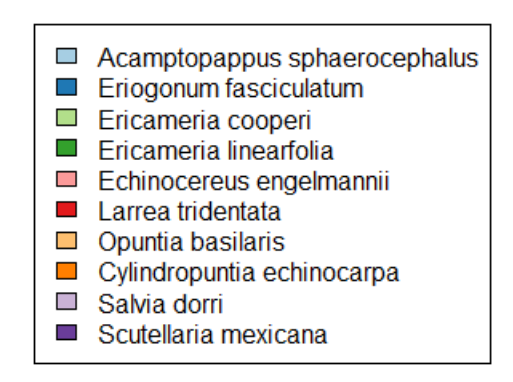 Acamptopappus sphaerocephalus
Eriogonum fasciculatum
Ericameria cooperi
Ericameria linearfolia
Echinocereus engelmannii
Larrea tridentata
Opuntia basilaris
Cylindropuntia echinocarpa
Salvia dorri
Scutellaria mexicana